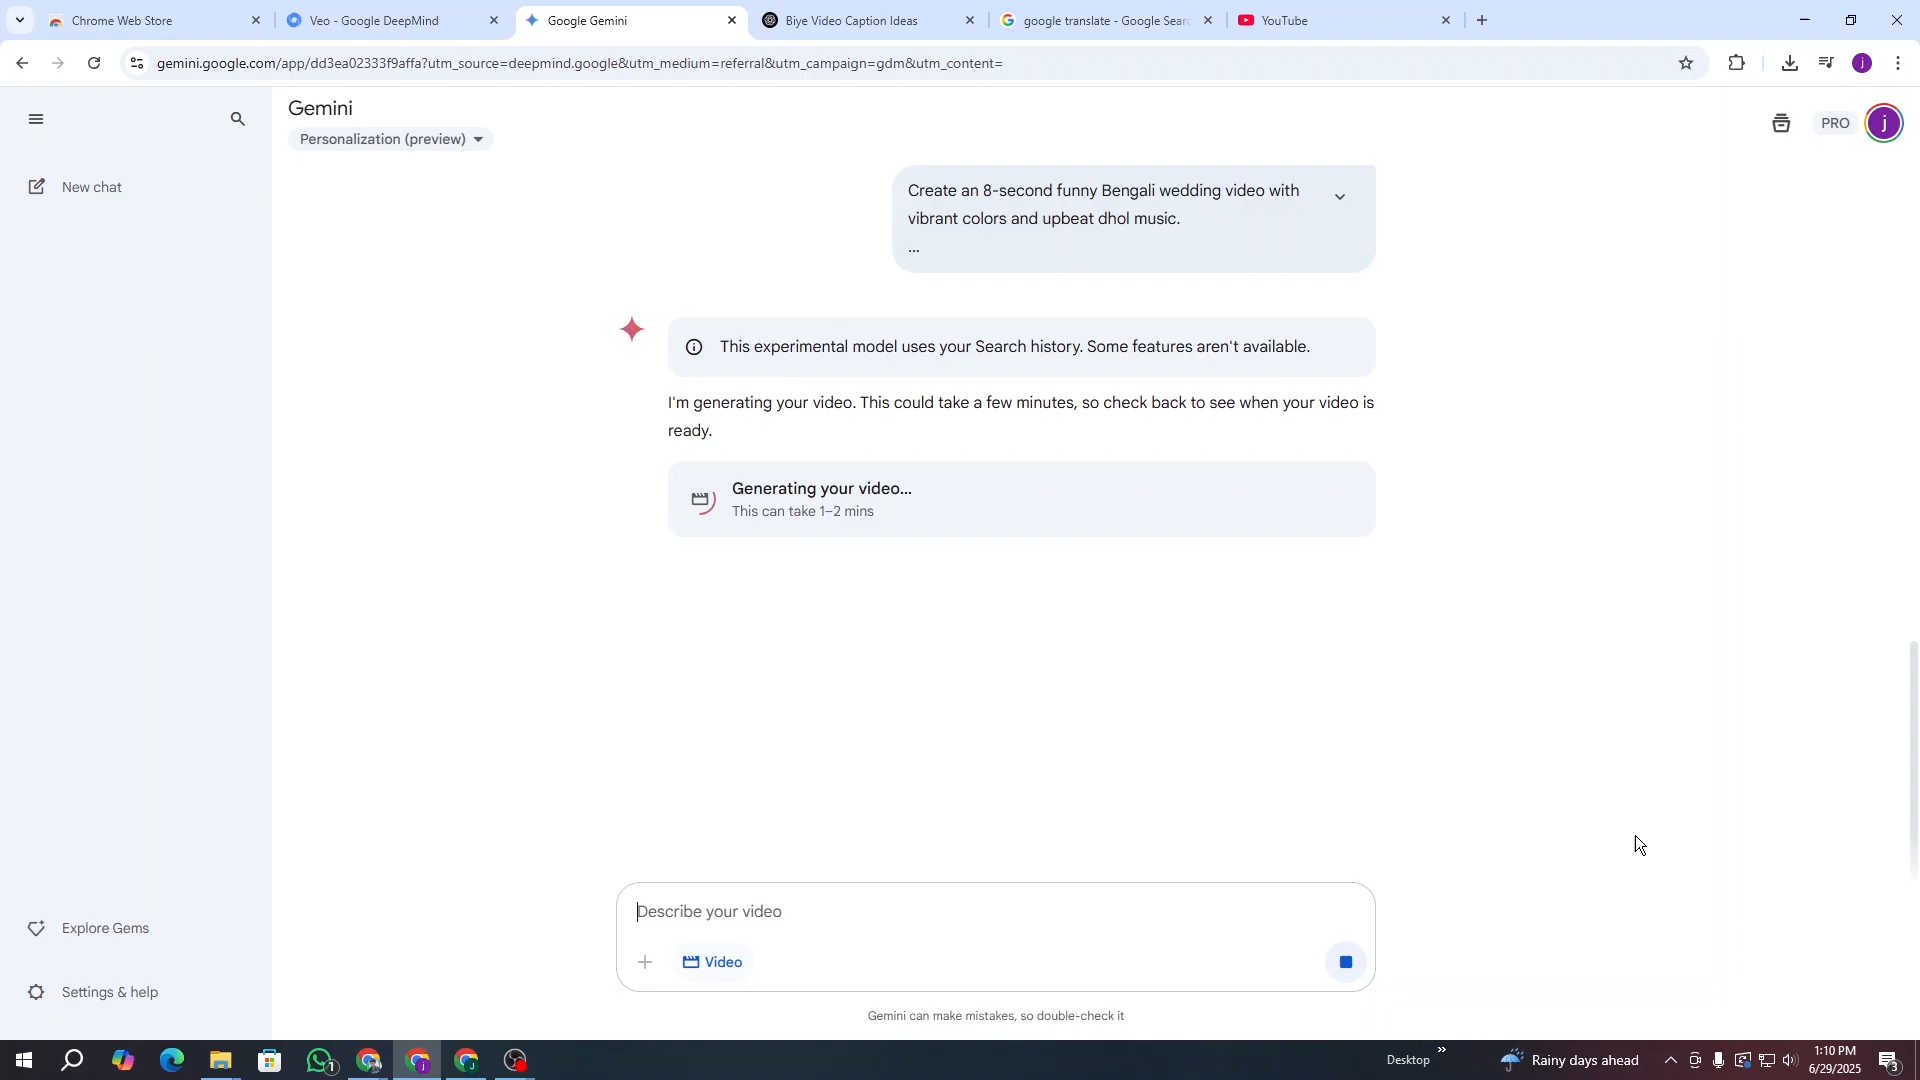 Chrome Web Store
Veo - Google DeepMind
Google Gemini
Biye Video Caption Ideas
google translate - Google Sear
YouTube
gemini.google.com/app/dd3ea02333f9affa?utm_source=deepmind.google&utm_medium=referral&utm_campaign=gdm&utm_content=
j
Gemini
Personalization (preview)
PRO
j
New chat
Create an 8-second funny Bengali wedding video with
vibrant colors and upbeat dhol music.
...
This experimental model uses your Search history. Some features aren't available.
I'm generating your video. This could take a few minutes, so check back to see when your video is
ready.
Generating your video...
This can take 1–2 mins
Describe your video
Explore Gems
Video
Settings & help
Gemini can make mistakes, so double-check it
1
j
J
Desktop
Rainy days ahead
1:10 PM
6/29/2025
3